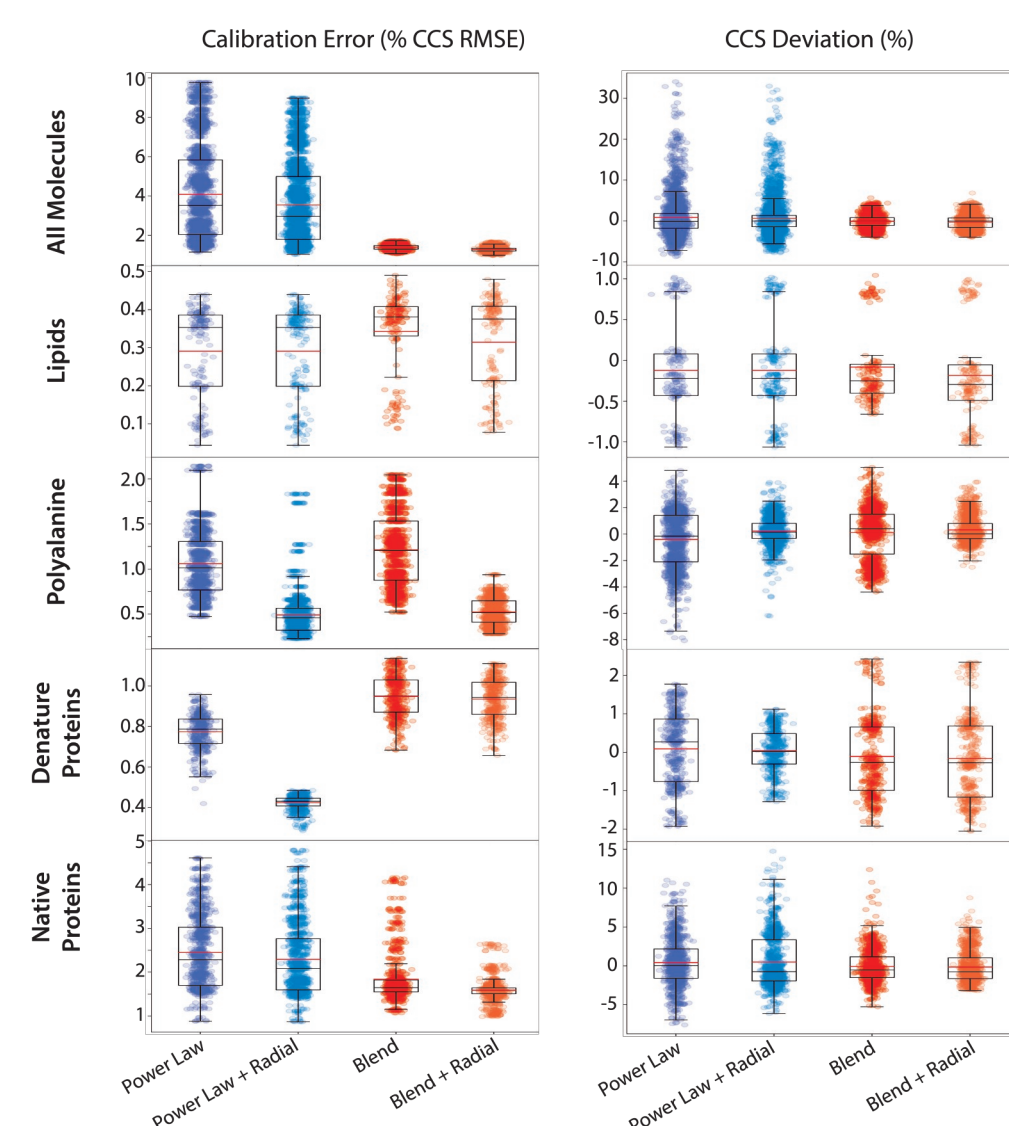 Calibration Error (% CCS RMSE)
CCS Deviation (%)
All Molecules
10
8
6
4
2
30
20
10
0
-10
Lipids
0.5
0.4
0.3
0.2
0.1
1.0
0.5
0
-0.5
-1.0
Polyalanine
2.0
1.5
1.0
0.5
4
2
0
-2
-4
-6
-8
Denature
Proteins
1.0
0.8
0.6
0.4
2
1
0
-1
-2
Native
Proteins
5
4
3
2
1
15
10
5
0
-5
Power Law
Power Law + Radial
Blend
Blend + Radial
Power Law
Power Law + Radial
Blend
Blend + Radial